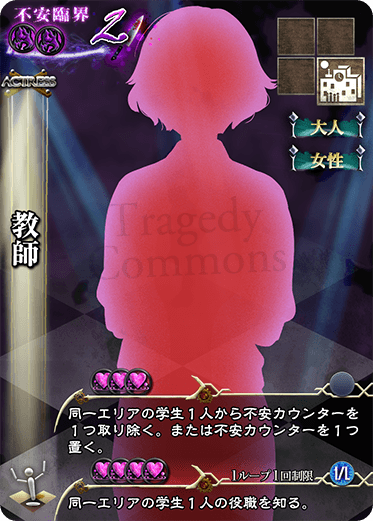 不安臨界
2
ACTRESS
大人
女性
教師
Tragedy
Commons
同一エリアの学生1人から不安カウンターを
1つ取り除く。または不安カウンターを1つ
置く。
1ループ1回制限 1/L
同一エリアの学生1人の役職を知る。